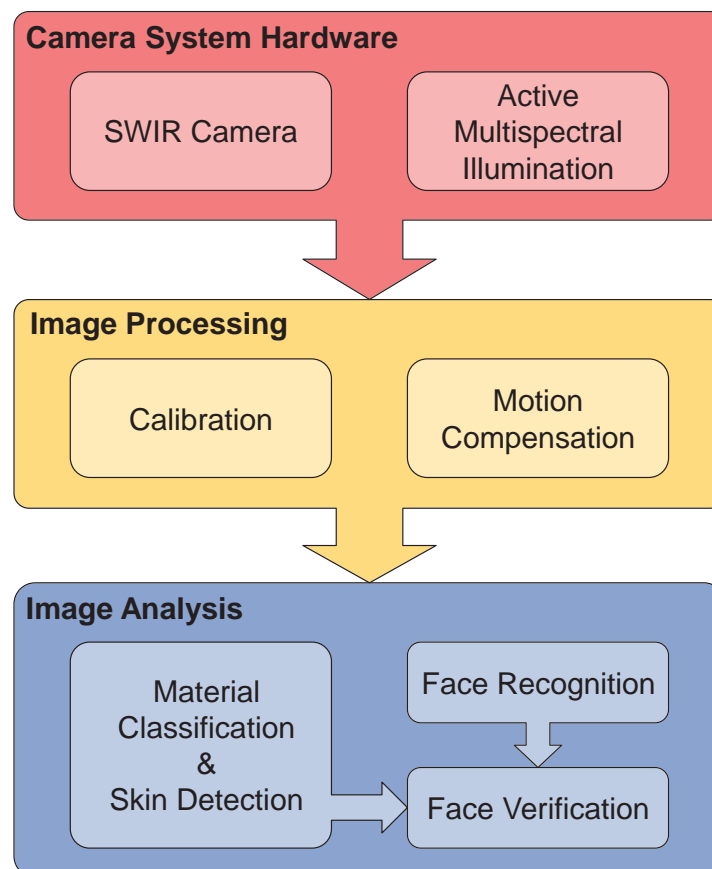 Camera System Hardware
SWIR Camera
Active
Multispectral
Illumination
Image Processing
Calibration
Motion
Compensation
Image Analysis
Material
Classification
&
Skin Detection
Face Recognition
Face Verification